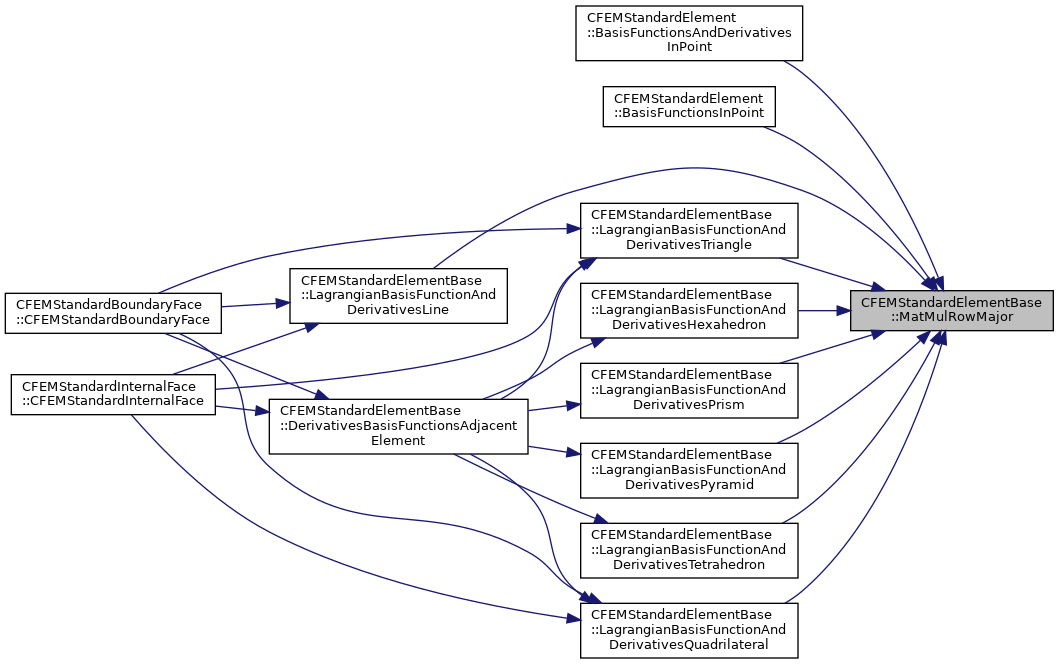 CFEMStandardElement
::BasisFunctionsAndDerivatives
InPoint
CFEMStandardElement
::BasisFunctionsInPoint
CFEMStandardElementBase
::LagrangianBasisFunctionAnd
DerivativesTriangle
CFEMStandardElementBase
::LagrangianBasisFunctionAnd
DerivativesLine
CFEMStandardElementBase
::LagrangianBasisFunctionAnd
DerivativesHexahedron
CFEMStandardBoundaryFace
::CFEMStandardBoundaryFace
CFEMStandardElementBase
::MatMulRowMajor
CFEMStandardElementBase
::LagrangianBasisFunctionAnd
DerivativesPrism
CFEMStandardInternalFace
::CFEMStandardInternalFace
CFEMStandardElementBase
::DerivativesBasisFunctionsAdjacent
Element
CFEMStandardElementBase
::LagrangianBasisFunctionAnd
DerivativesPyramid
CFEMStandardElementBase
::LagrangianBasisFunctionAnd
DerivativesTetrahedron
CFEMStandardElementBase
::LagrangianBasisFunctionAnd
DerivativesQuadrilateral